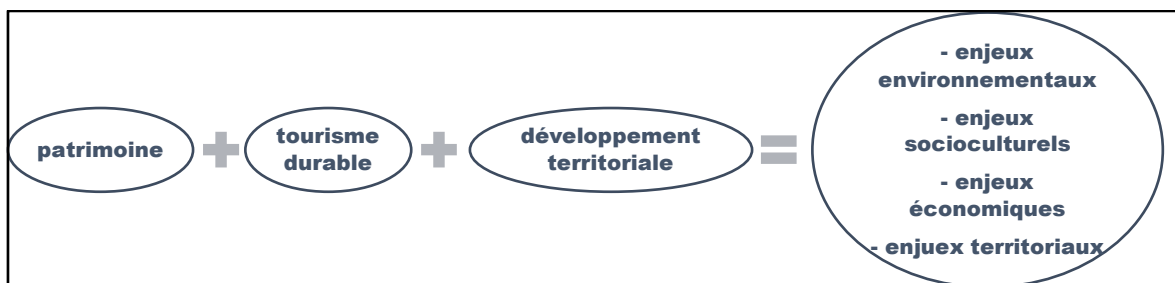 patrimoine
+
tourisme
durable
+
développement
territoriale
=
- enjeux
environnementaux
- enjeux
socioculturels
- enjeux
économiques
- enjuex territoriaux